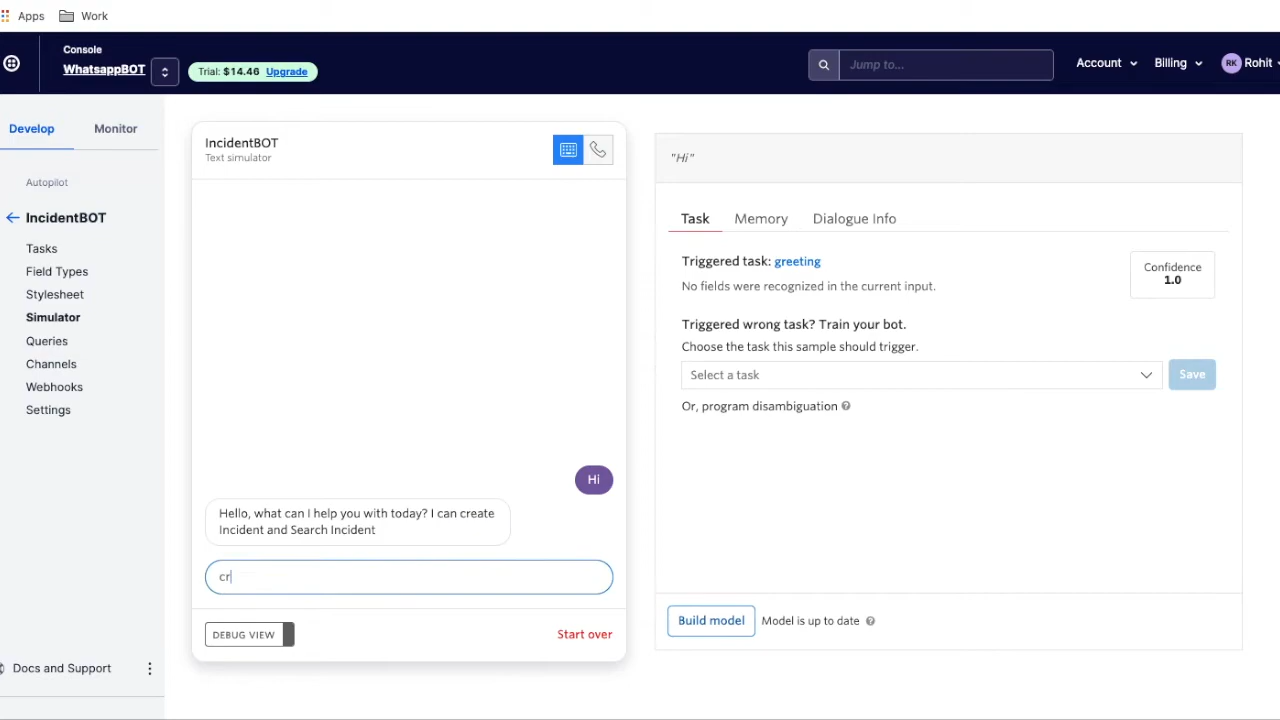 Apps
Work
Console
WhatsappBOT
Trial: $14.46 Upgrade
Jump to...
Account
Billing
RK Rohit
Develop
Monitor
Autopilot
IncidentBOT
Tasks
Field Types
Stylesheet
Simulator
Queries
Channels
Webhooks
Settings
Docs and Support
IncidentBOT
Text simulator
Hi
Hello, what can I help you with today? I can create
Incident and Search Incident
cr
DEBUG VIEW
Start over
"Hi"
Task
Memory
Dialogue Info
Triggered task: greeting
No fields were recognized in the current input.
Confidence
1.0
Triggered wrong task? Train your bot.
Choose the task this sample should trigger.
Select a task
Save
Or, program disambiguation
Build model
Model is up to date